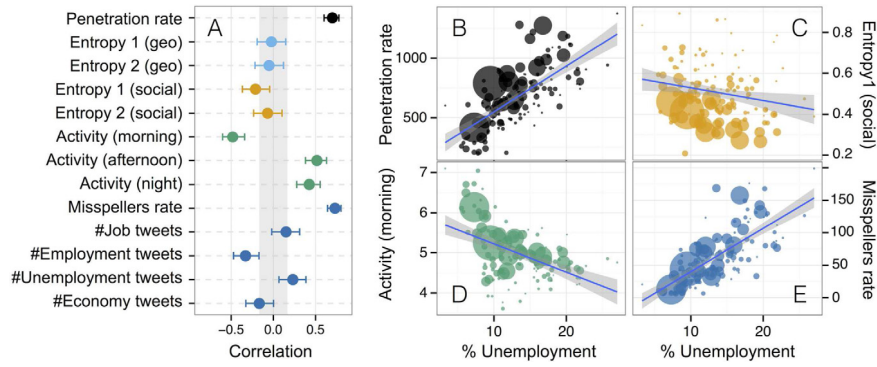 A
Penetration rate
Entropy 1 (geo)
Entropy 2 (geo)
Entropy 1 (social)
Entropy 2 (social)
Activity (morning)
Activity (afternoon)
Activity (night)
Misspellers rate
#Job tweets
#Employment tweets
#Unemployment tweets
#Economy tweets
−0.5 0.0 0.5
Correlation
B
Penetration rate
1000
500
C
0.8
0.6
0.4
0.2
Entropy1 (social)
D
Activity (morning)
7
6
5
4
10 20
% Unemployment
E
150
100
50
0
Misspellers rate
10 20
% Unemployment